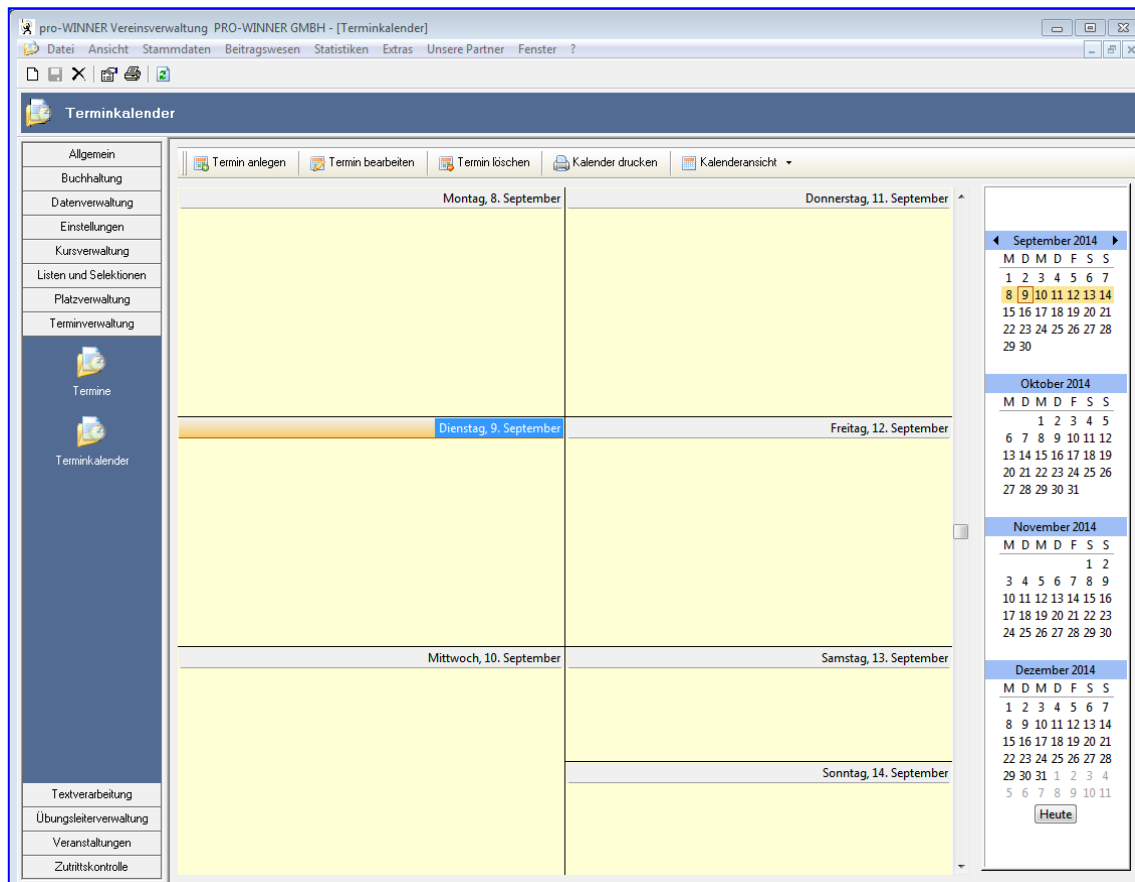 pro-WINNER Vereinsverwaltung PRO-WINNER GMBH - [Terminkalender]
Datei Ansicht Stammdaten Beitragswesen Statistiken Extras Unsere Partner Fenster ?
Terminkalender
Allgemein
Buchhaltung
Datenverwaltung
Einstellungen
Kursverwaltung
Listen und Selektionen
Platzverwaltung
Terminverwaltung
Termine
Terminkalender
Textverarbeitung
Übungsleiterverwaltung
Veranstaltungen
Zutrittskontrolle
Termin anlegen Termin bearbeiten Termin löschen Kalender drucken Kalenderansicht
Montag, 8. September
Dienstag, 9. September
Mittwoch, 10. September
Donnerstag, 11. September
Freitag, 12. September
Samstag, 13. September
Sonntag, 14. September
September 2014
M D M D F S S
1 2 3 4 5 6 7
8 9 10 11 12 13 14
15 16 17 18 19 20 21
22 23 24 25 26 27 28
29 30
Oktober 2014
M D M D F S S
1 2 3 4 5
6 7 8 9 10 11 12
13 14 15 16 17 18 19
20 21 22 23 24 25 26
27 28 29 30 31
November 2014
M D M D F S S
1 2
3 4 5 6 7 8 9
10 11 12 13 14 15 16
17 18 19 20 21 22 23
24 25 26 27 28 29 30
Dezember 2014
M D M D F S S
1 2 3 4 5 6 7
8 9 10 11 12 13 14
15 16 17 18 19 20 21
22 23 24 25 26 27 28
29 30 31 1 2 3 4
5 6 7 8 9 10 11
Heute